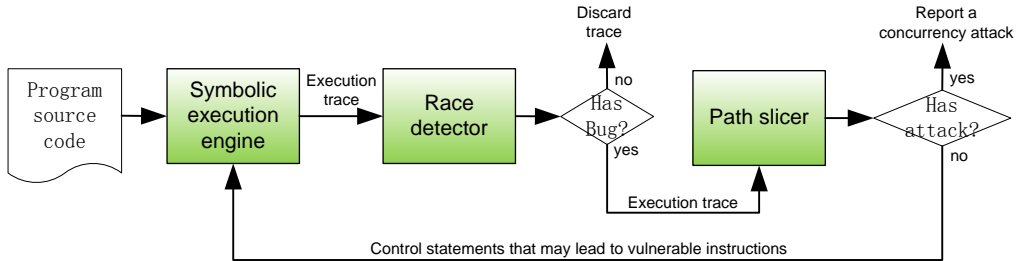 Program
source
code
Symbolic
execution
engine
Execution
trace
Race
detector
Discard
trace
no
Has
Bug?
yes
Execution trace
Path slicer
Report a
concurrency attack
yes
Has
attack?
no
Control statements that may lead to vulnerable instructions